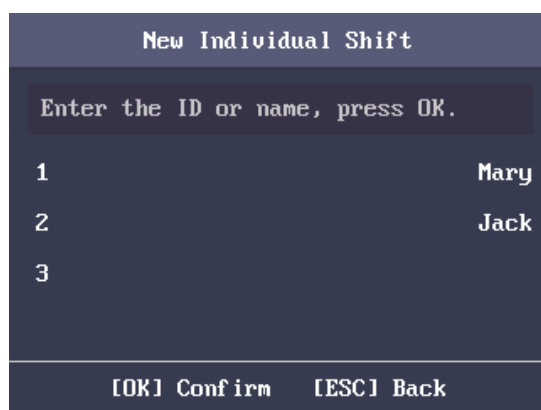 New Individual Shift
Enter the ID or name, press OK.
1 Mary
2 Jack
3
[OK] Confirm [ESC] Back